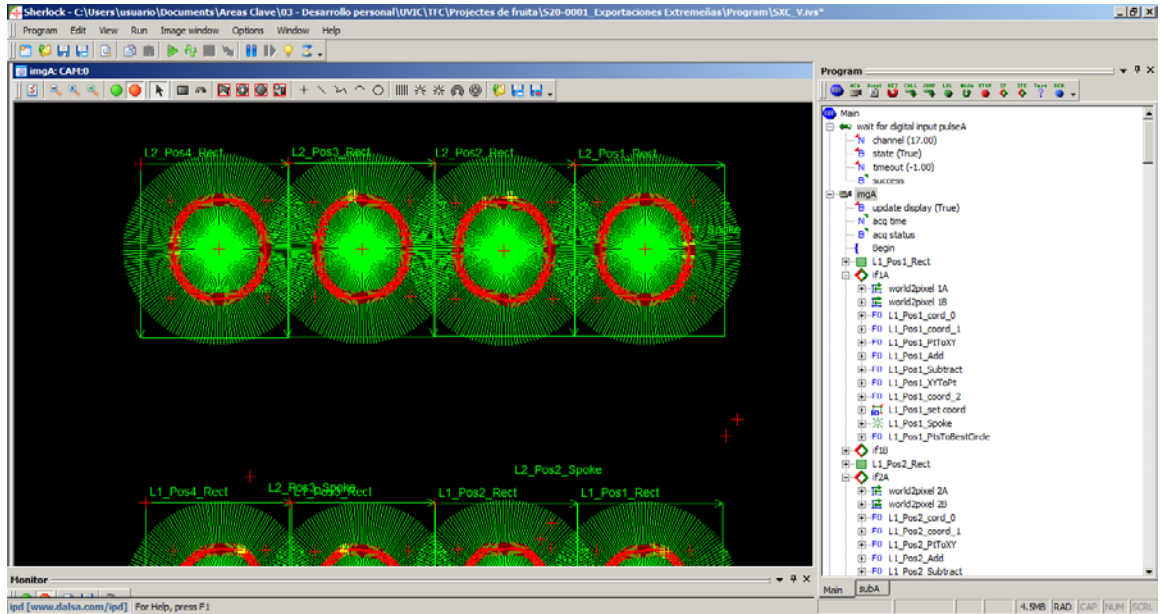 Sherlock - C:\Users\usuario\Documents\Areas Clave\03 - Desarrollo personal\UVIC\TFC\Projectes de fruita\S20-0001_Exportaciones Extremeñas\Program\SXC_V.ivs*
Program Edit View Run Image window Options Window Help
imgA: CAM:0
L2_Pos4_Rect L2_Pos3_Rect L2_Pos2_Rect L2_Pos1_Rect
L2_Pos2_Spoke
L1_Pos4_Rect L2_Pos3_Spoke L1_Pos3_Rect L1_Pos2_Rect L1_Pos1_Rect
Monitor
Program
Main
wait for digital input pulseA
channel (17.00)
state (True)
timeout (-1.00)
success
imgA
update display (True)
acq time
acq status
Begin
L1_Pos1_Rect
if1A
world2pixel 1A
world2pixel 1B
L1_Pos1_cord_0
L1_Pos1_coord_1
L1_Pos1_PtToXY
L1_Pos1_Add
L1_Pos1_Subtract
L1_Pos1_XYToPt
L1_Pos1_coord_2
L1_Pos1_set coord
L1_Pos1_Spoke
L1_Pos1_PtsToBestCircle
if1B
L1_Pos2_Rect
if2A
world2pixel 2A
world2pixel 2B
L1_Pos2_cord_0
L1_Pos2_coord_1
L1_Pos2_PtToXY
L1_Pos2_Add
L1_Pos2_Subtract
Main subA
ipd [www.dalsa.com/ipd] For Help, press F1
4.5MB RAD CAP NUM SCRL